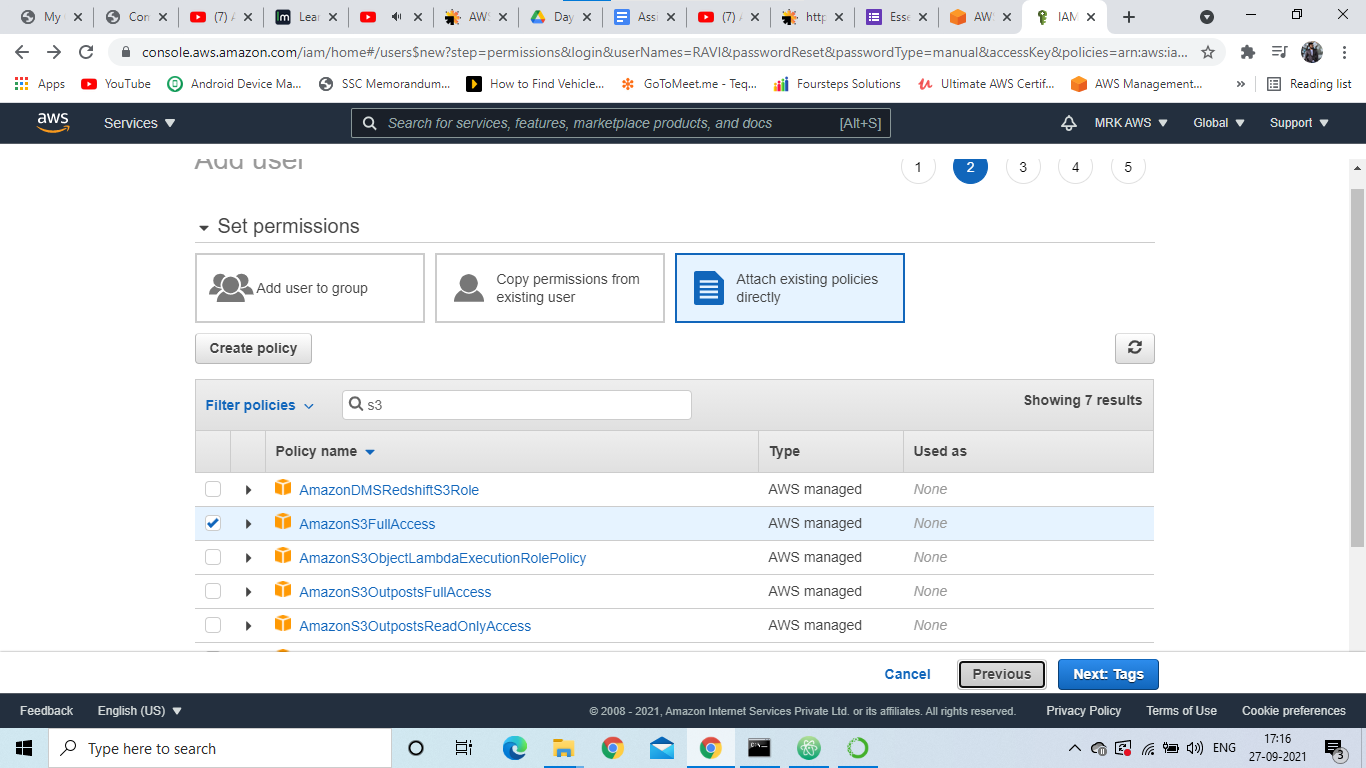 My
Con
(7) A
Lear
AWS
Day
Assi
(7) A
http
Esse
AWS
IAM
console.aws.amazon.com/iam/home#/users$new?step=permissions&login&userNames=RAVI&passwordReset&passwordType=manual&accessKey&policies=arn:aws:ia...
Apps
YouTube
Android Device Ma...
SSC Memorandum...
How to Find Vehicle...
GoToMeet.me - Teq...
Foursteps Solutions
Ultimate AWS Certif...
AWS Management...
»
Reading list
aws
Services
Search for services, features, marketplace products, and docs
[Alt+S]
MRK AWS
Global
Support
Add user
1
2
3
4
5
Set permissions
Add user to group
Copy permissions from
existing user
Attach existing policies
directly
Create policy
Filter policies
s3
Showing 7 results
Policy name
Type
Used as
AmazonDMSRedshiftS3Role
AWS managed
None
AmazonS3FullAccess
AWS managed
None
AmazonS3ObjectLambdaExecutionRolePolicy
AWS managed
None
AmazonS3OutpostsFullAccess
AWS managed
None
AmazonS3OutpostsReadOnlyAccess
AWS managed
None
Cancel
Previous
Next: Tags
Feedback
English (US)
© 2008 - 2021, Amazon Internet Services Private Ltd. or its affiliates. All rights reserved.
Privacy Policy
Terms of Use
Cookie preferences
Type here to search
ENG
17:16
27-09-2021
3